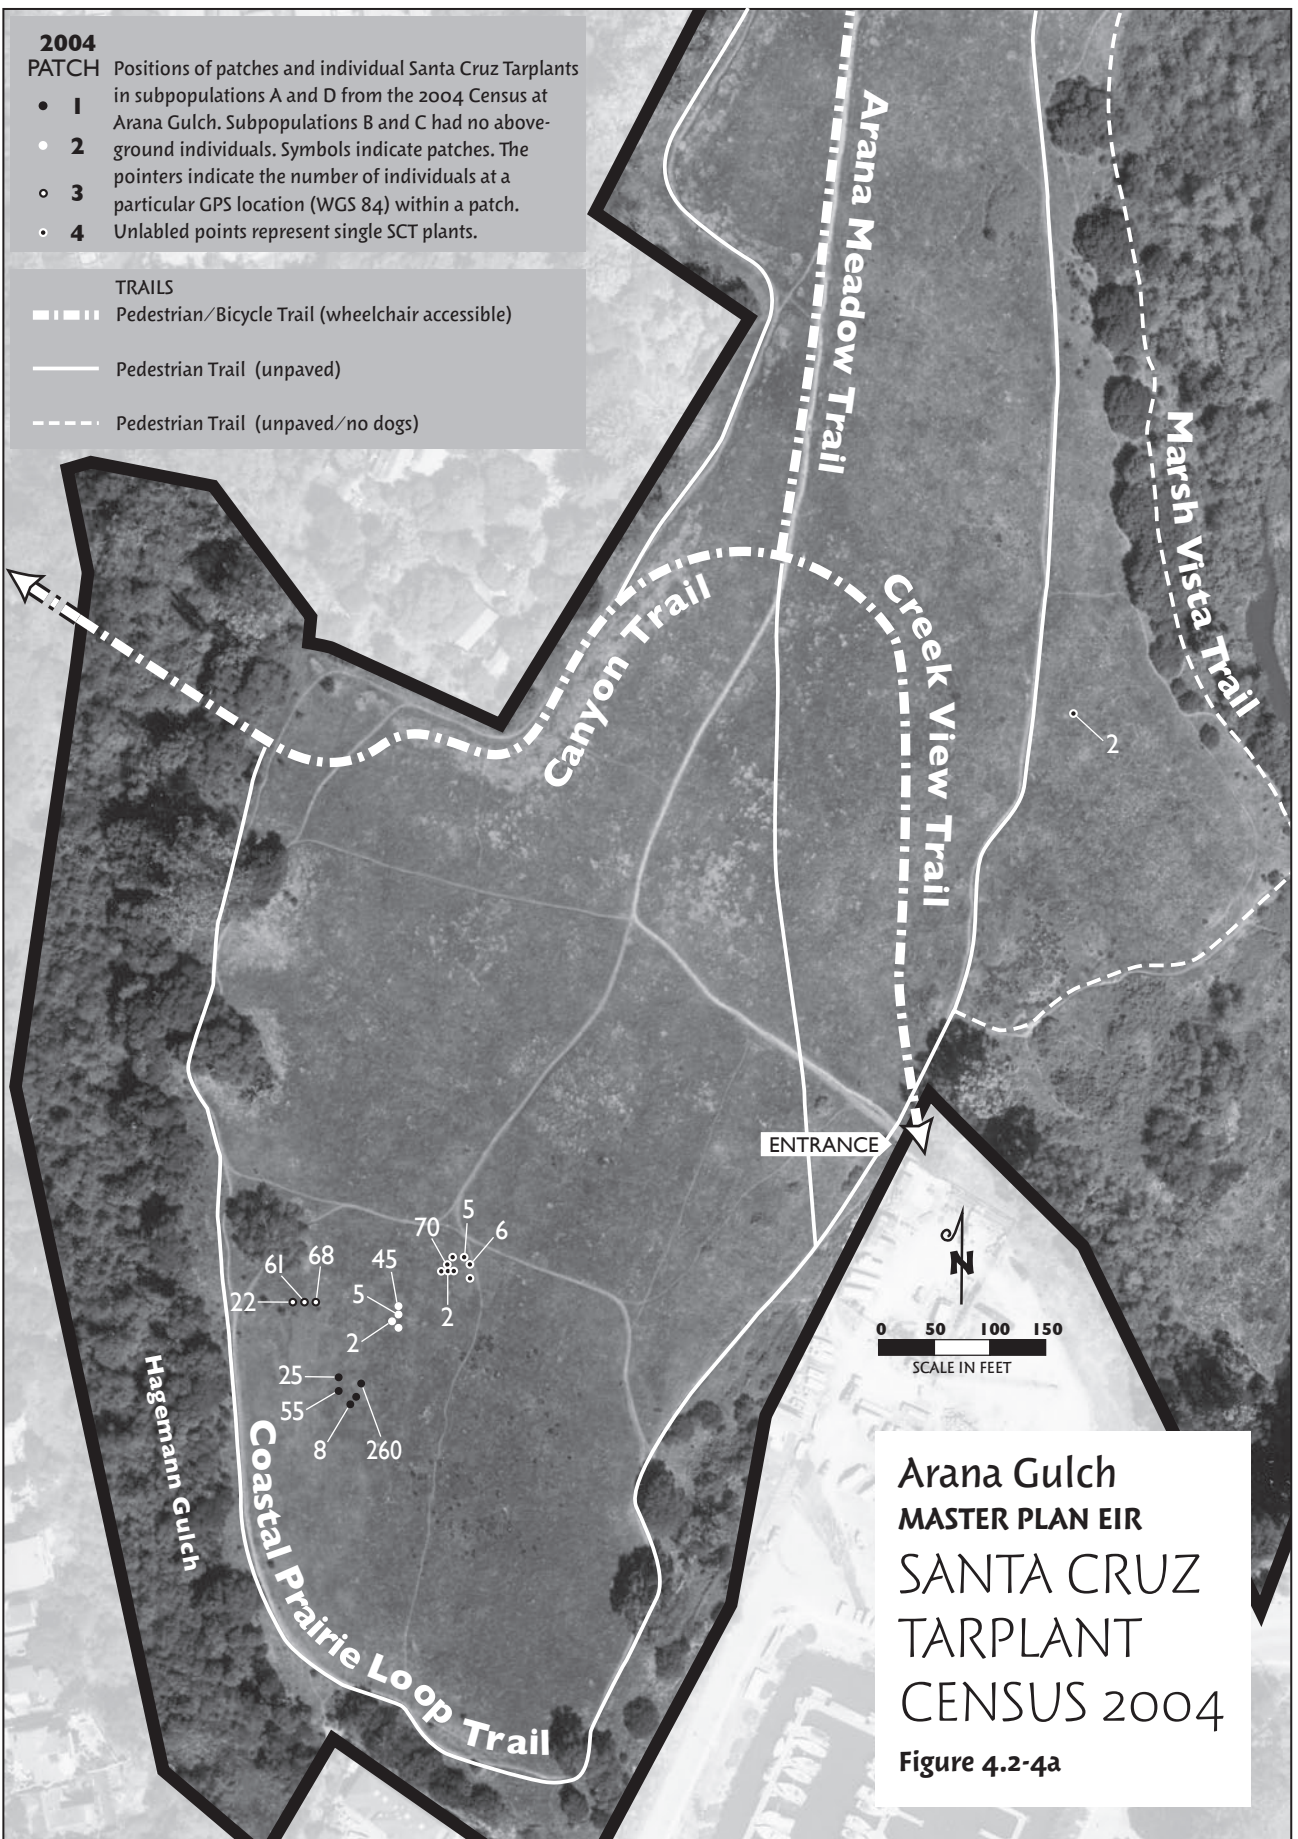 2004
PATCH
1
2
3
4
Positions of patches and individual Santa Cruz Tarplants
in subpopulations A and D from the 2004 Census at
Arana Gulch. Subpopulations B and C had no above-
ground individuals. Symbols indicate patches. The
pointers indicate the number of individuals at a
particular GPS location (WGS 84) within a patch.
Unlabled points represent single SCT plants.
TRAILS
Pedestrian/Bicycle Trail (wheelchair accessible)
Pedestrian Trail (unpaved)
Pedestrian Trail (unpaved/no dogs)
Arana Meadow Trail
Marsh Vista Trail
Canyon Trail
Creek View Trail
2
ENTRANCE
5
70
6
61
68
45
22
5
2
2
25
55
8
260
N
0 50 100 150
SCALE IN FEET
Hagemann Gulch
Coastal Prairie Loop Trail
Arana Gulch
MASTER PLAN EIR
SANTA CRUZ
TARPLANT
CENSUS 2004
Figure 4.2-4a